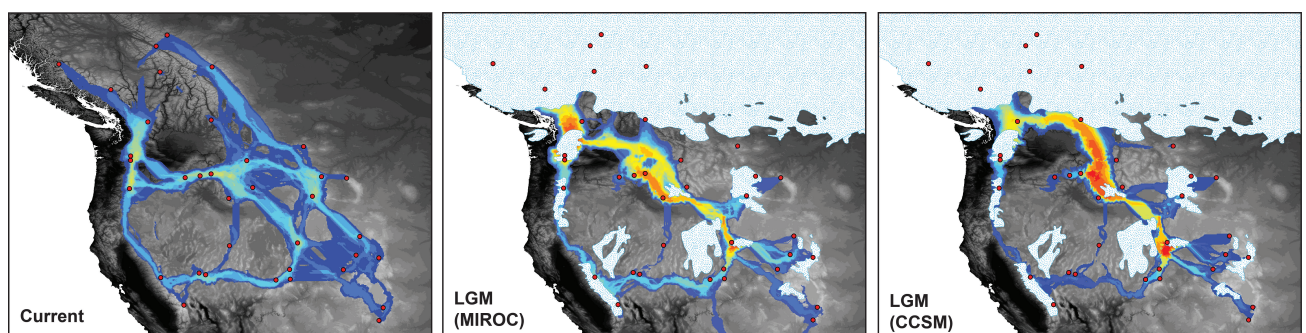 Current
LGM
(MIROC)
LGM
(CCSM)